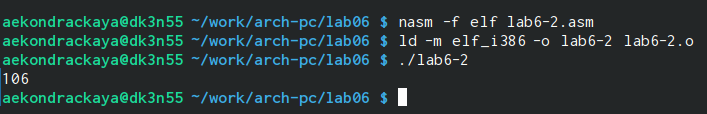 aekondrackaya@dk3n55 ~/work/arch-pc/lab06 $ nasm -f elf lab6-2.asm
aekondrackaya@dk3n55 ~/work/arch-pc/lab06 $ ld -m elf_i386 -o lab6-2 lab6-2.o
aekondrackaya@dk3n55 ~/work/arch-pc/lab06 $ ./lab6-2
106
aekondrackaya@dk3n55 ~/work/arch-pc/lab06 $